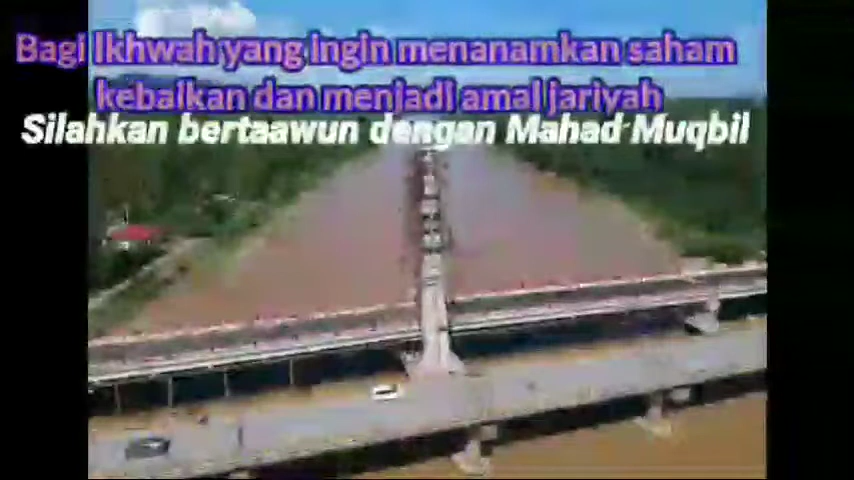 Bagi Ikhwah yang ingin menanamkan saham
kebaikan dan menjadi amal jariyah
Silahkan bertaawun dengan Mahad Muqbil